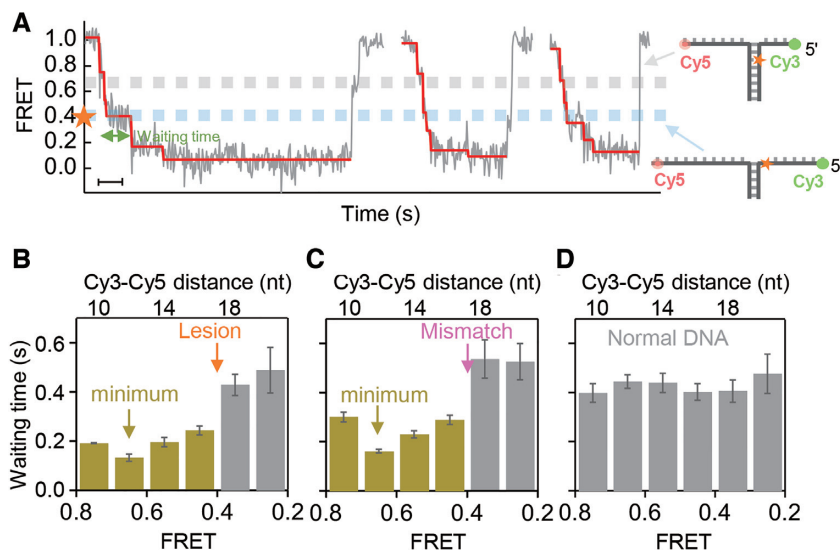 A
FRET
1.0
0.8
0.6
0.4
0.2
0.0
Waiting time
Time (s)
Cy5
Cy3
5'
Cy5
Cy3
5
B
Cy3-Cy5 distance (nt)
10 14 18
Lesion
minimum
Waiting time (s)
0.6
0.4
0.2
0.0
0.8 0.6 0.4 0.2
FRET
C
Cy3-Cy5 distance (nt)
10 14 18
Mismatch
minimum
0.8 0.6 0.4 0.2
FRET
D
Cy3-Cy5 distance (nt)
10 14 18
Normal DNA
0.8 0.6 0.4 0.2
FRET